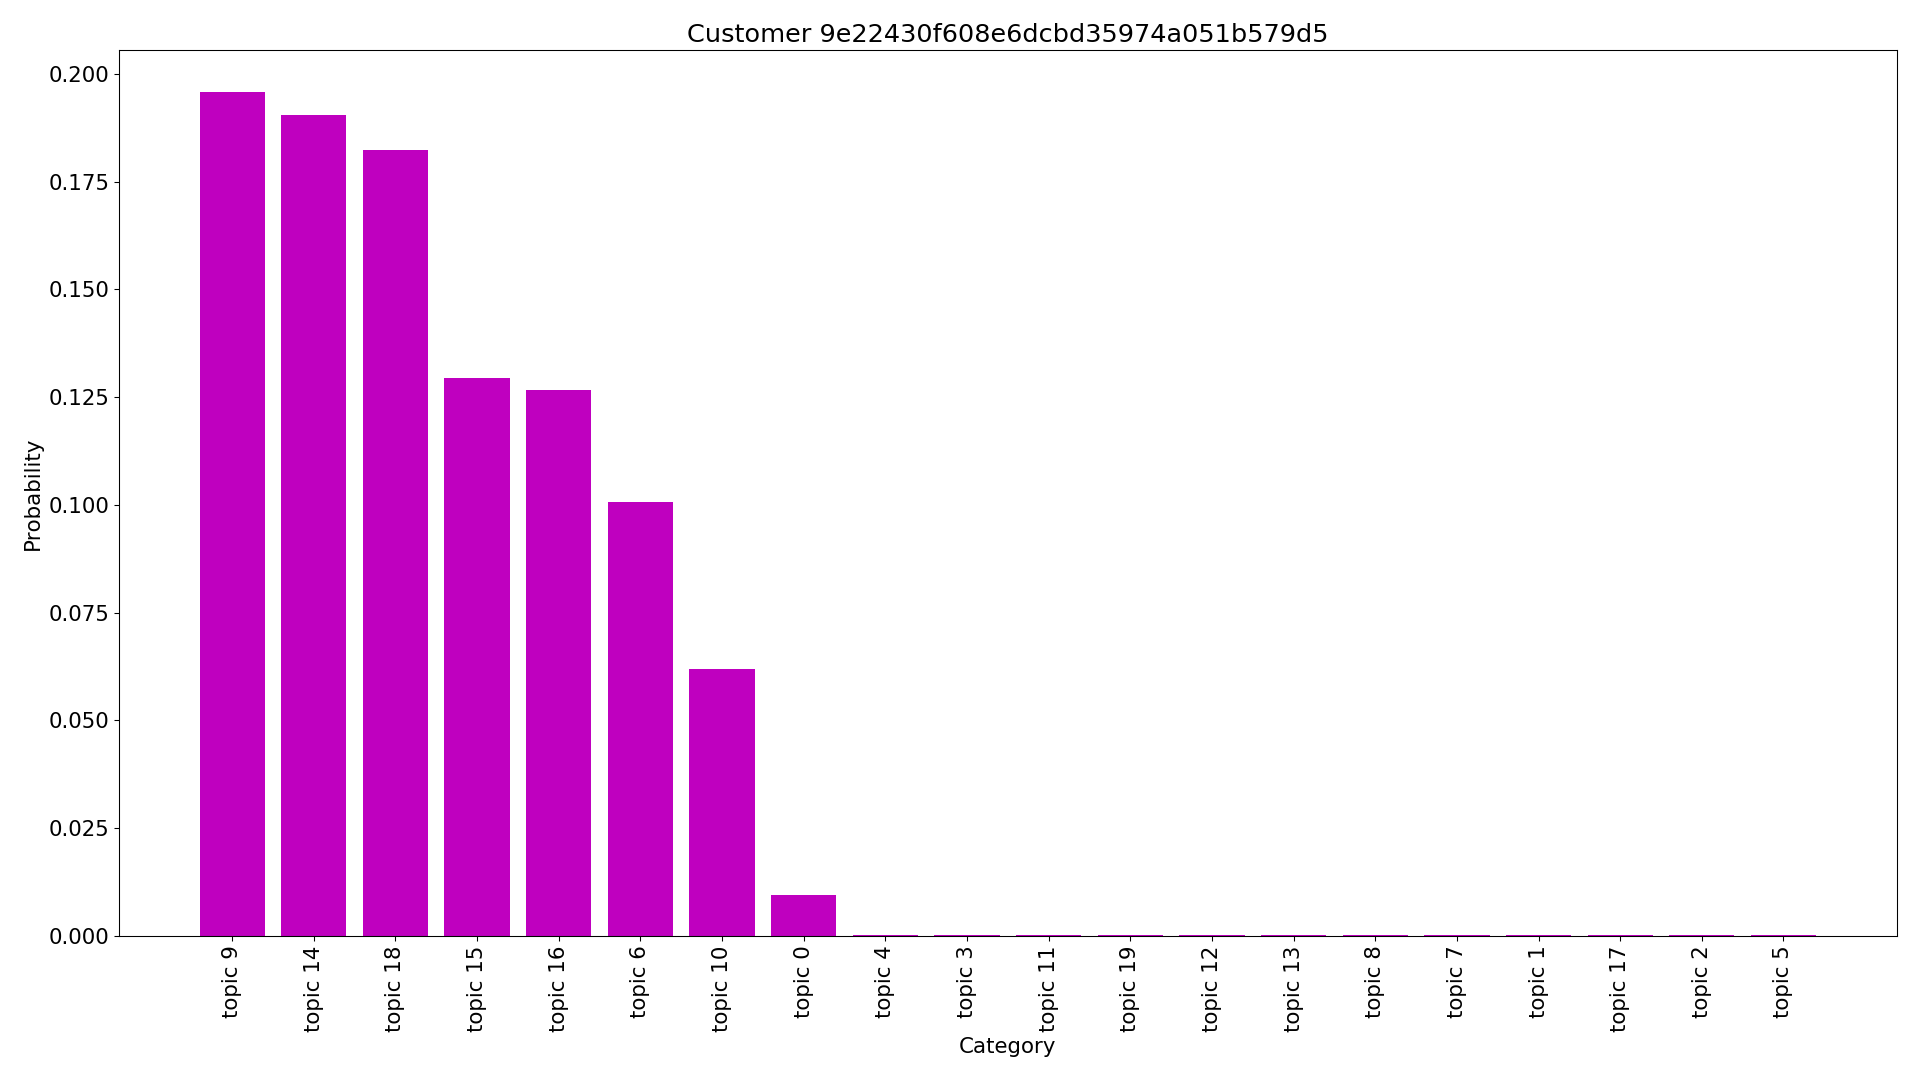 Customer 9e22430f608e6dcbd35974a051b579d5
0.200
0.175
0.150
0.125
0.100
0.075
0.050
0.025
0.000
Probability
topic 9
topic 14
topic 18
topic 15
topic 16
topic 6
topic 10
topic 0
topic 4
topic 3
topic 11
topic 19
topic 12
topic 13
topic 8
topic 7
topic 1
topic 17
topic 2
topic 5
Category